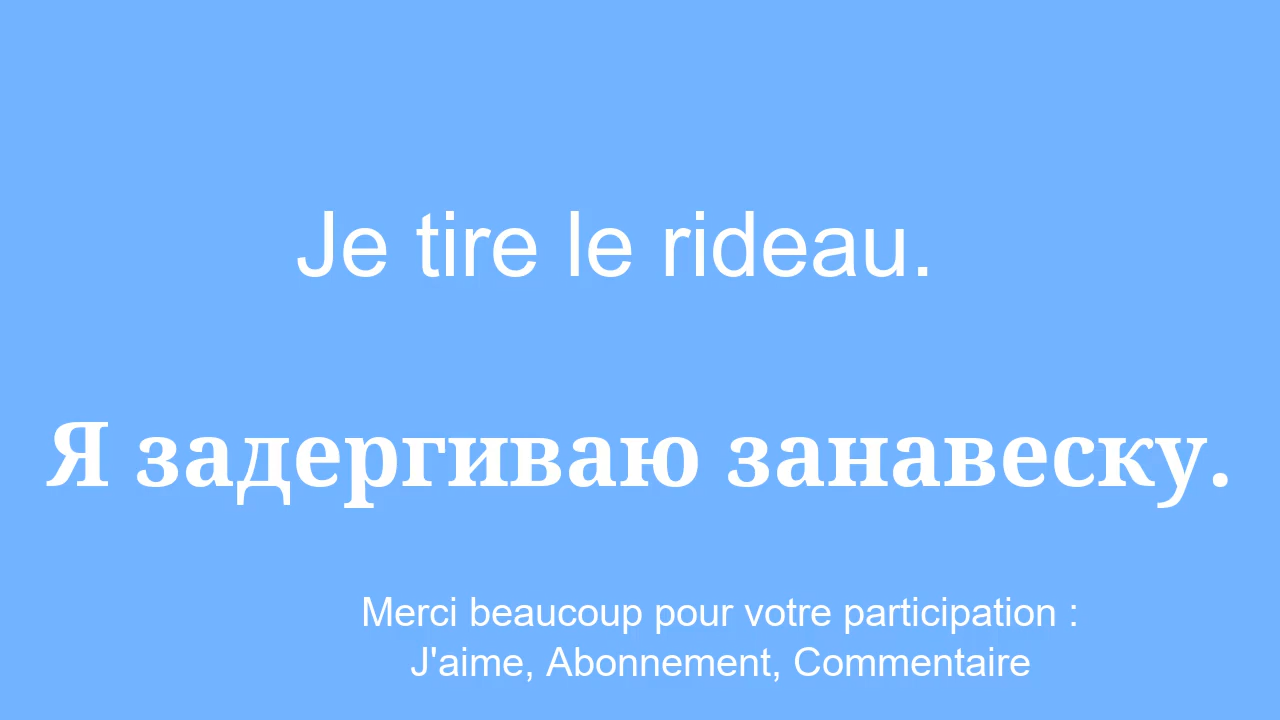 Je tire le rideau.
Я задергиваю занавеску.
Merci beaucoup pour votre participation :
J'aime, Abonnement, Commentaire